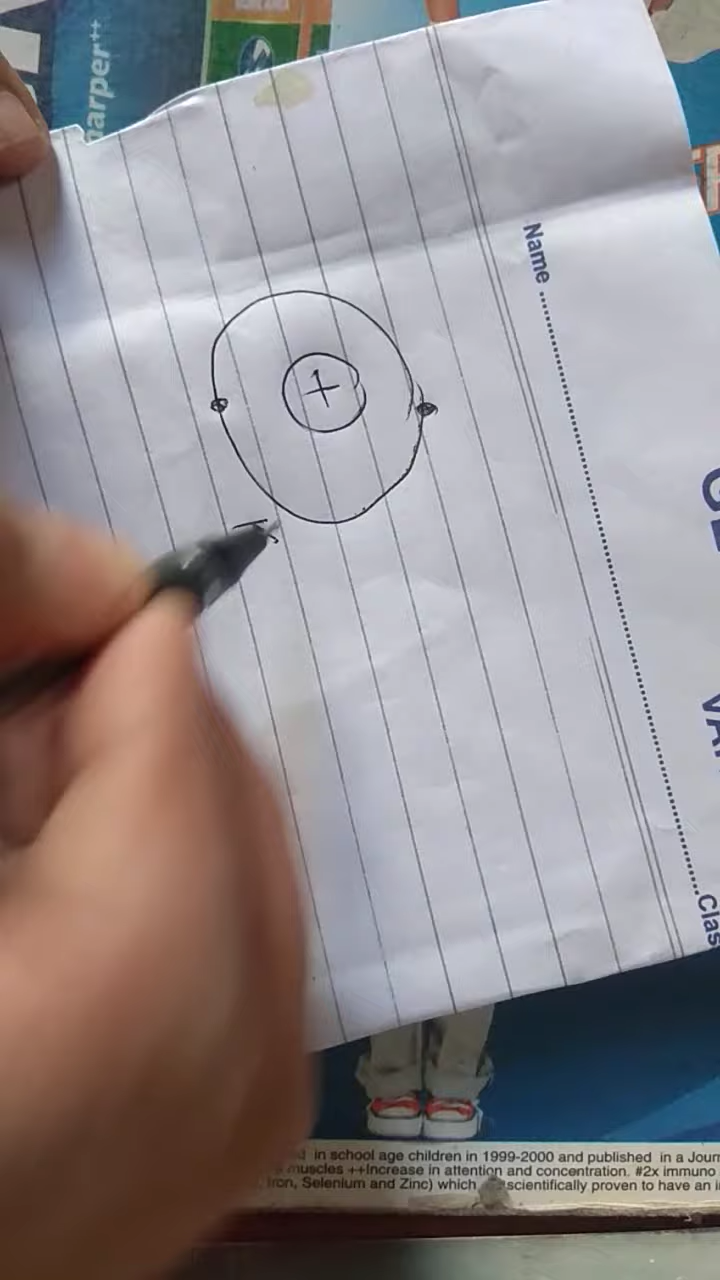 arper++
+
Name ........................................Clas
in school age children in 1999-2000 and published in a Jour
muscles ++Increase in attention and concentration. #2x immuno
Iron, Selenium and Zinc) which scientifically proven to have an i